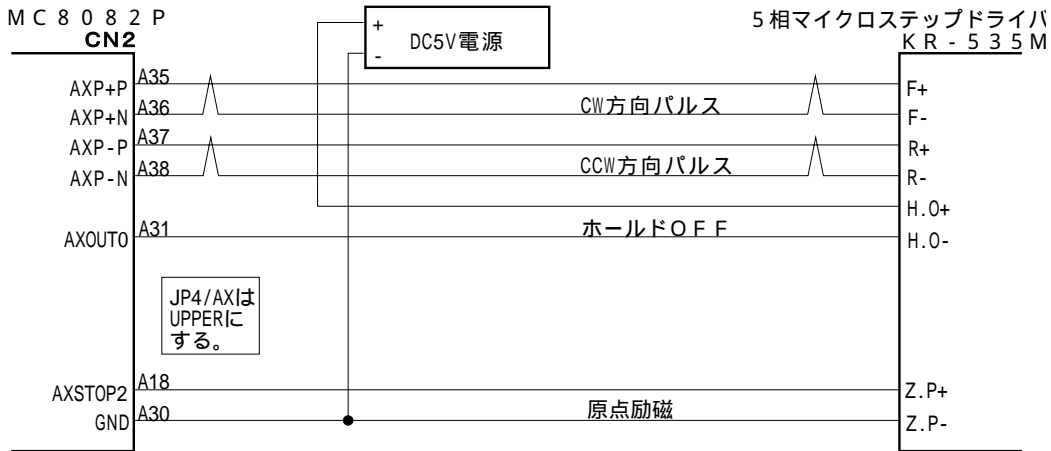 MC8082P
CN2
+
DC5V電源
-
5相マイクロステップドライバ
KR-535M
AXP+P A35 F+
AXP+N A36 CW方向パルス F-
AXP-P A37 R+
AXP-N A38 CCW方向パルス R-
H.O+
AXOUT0 A31 ホールドOFF H.O-
JP4/AXは
UPPERに
する。
AXSTOP2 A18 Z.P+
GND A30 原点励磁 Z.P-